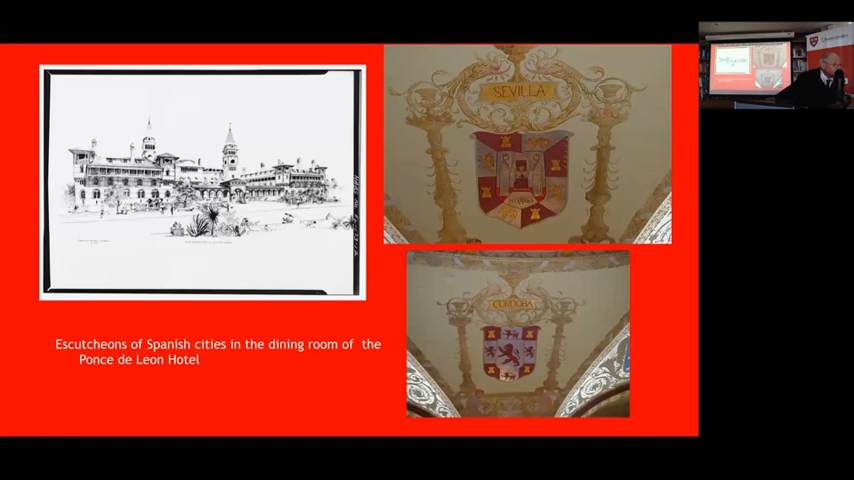 SEVILLA
CORDOBA
Escutcheons of Spanish cities in the dining room of the
Ponce de Leon Hotel